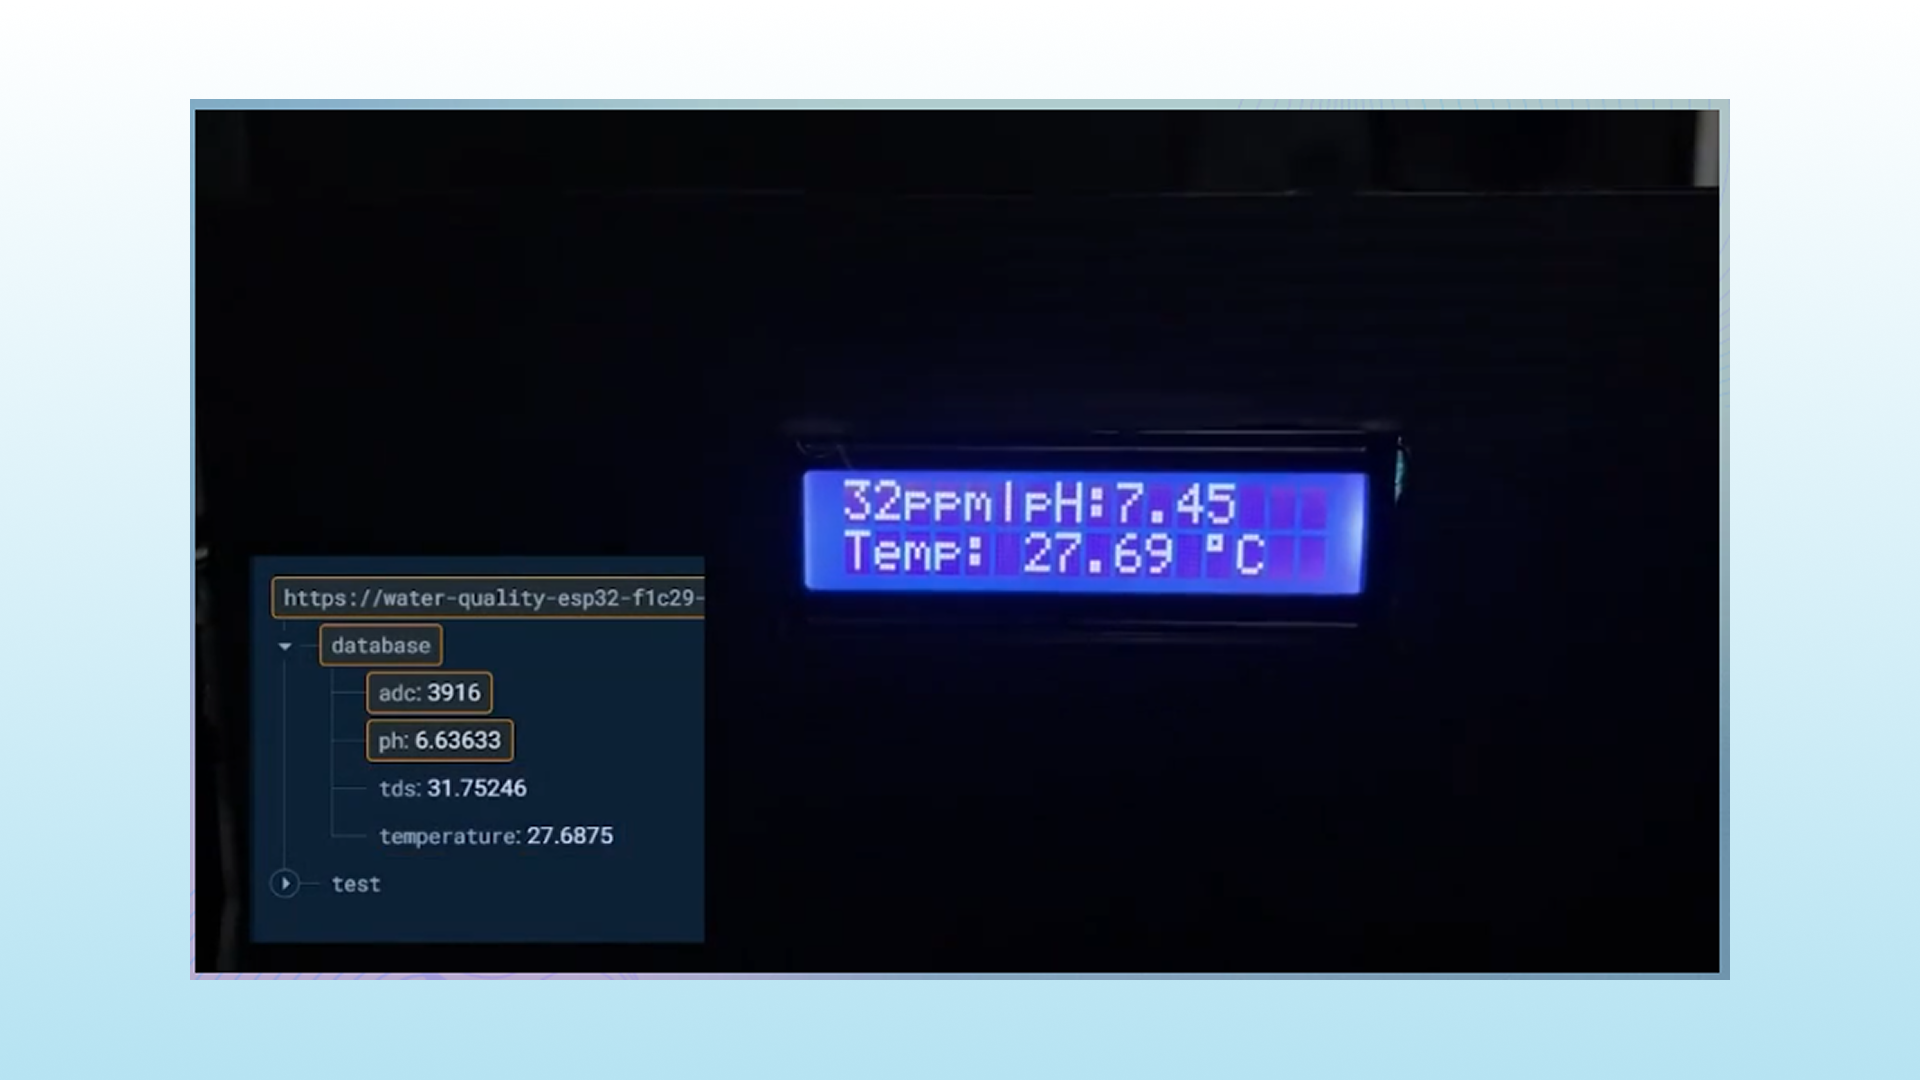 32ppm|pH:7.45
Temp: 27.69 °C
https://water-quality-esp32-f1c29-
database
adc: 3916
ph: 6.63633
tds: 31.75246
temperature: 27.6875
test